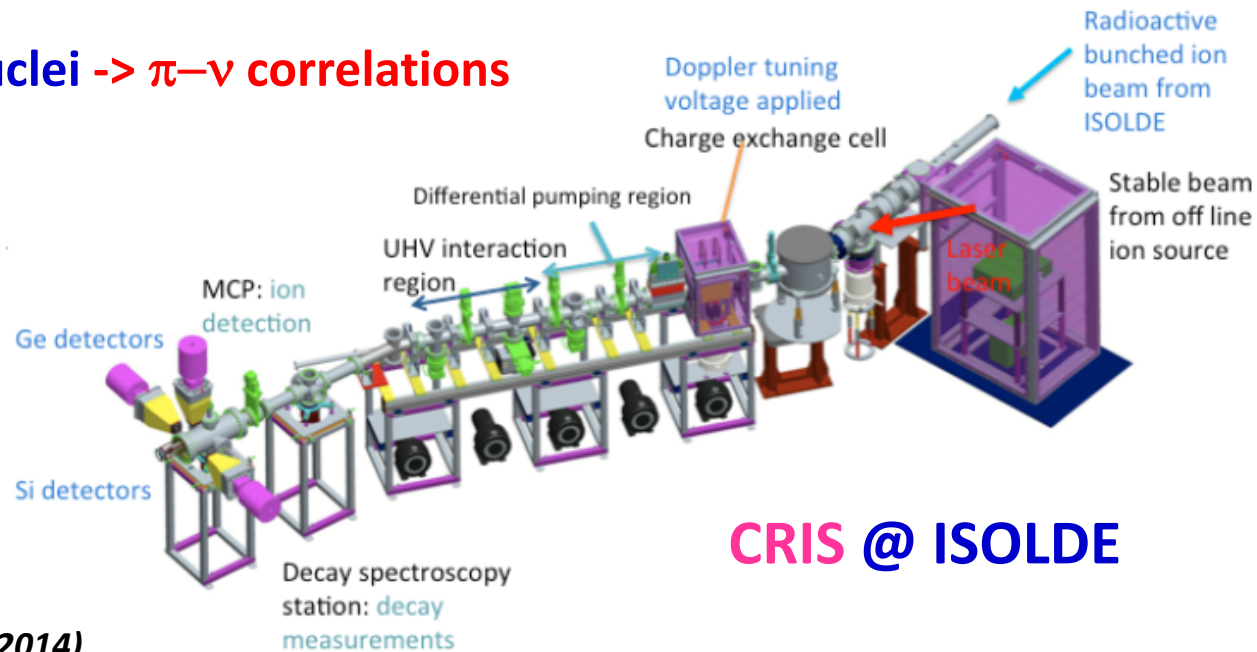 uclei -> π–ν correlations
Radioactive
bunched ion
beam from
ISOLDE
Doppler tuning
voltage applied
Charge exchange cell
Stable beam
from off line
ion source
Differential pumping region
UHV interaction
region
Laser
beam
MCP: ion
detection
Ge detectors
Si detectors
CRIS @ ISOLDE
Decay spectroscopy
station: decay
measurements
2014)